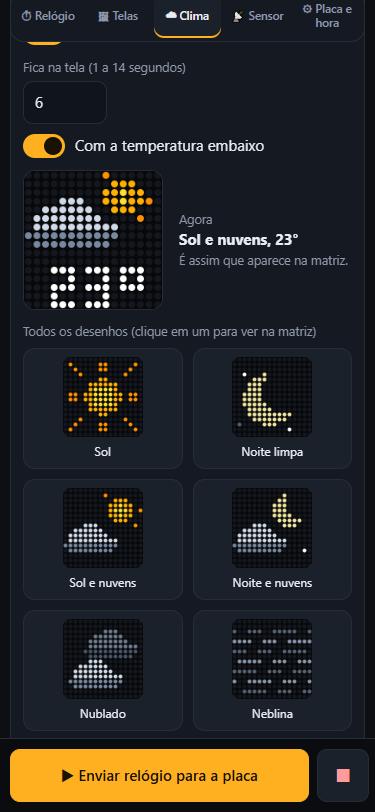 Relógio
Telas
Clima
Sensor
Placa e
hora
Fica na tela (1 a 14 segundos)
6
Com a temperatura embaixo
23°
Agora
Sol e nuvens, 23°
É assim que aparece na matriz.
Todos os desenhos (clique em um para ver na matriz)
Sol
Noite limpa
Sol e nuvens
Noite e nuvens
Nublado
Neblina
Enviar relógio para a placa